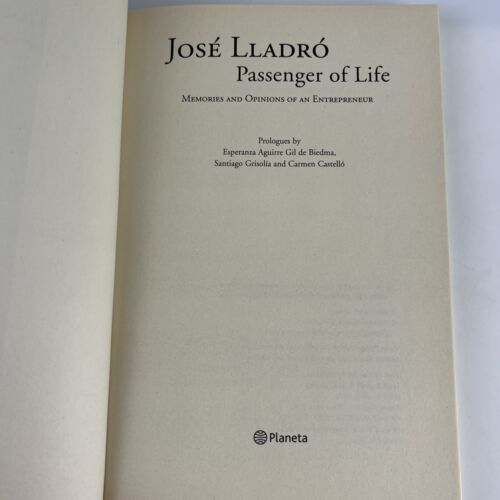 José Lladró
Passenger of Life
Memories and Opinions of an Entrepreneur
Prologues by
Esperanza Aguirre Gil de Biedma,
Santiago Grisolía and Carmen Castelló
Planeta